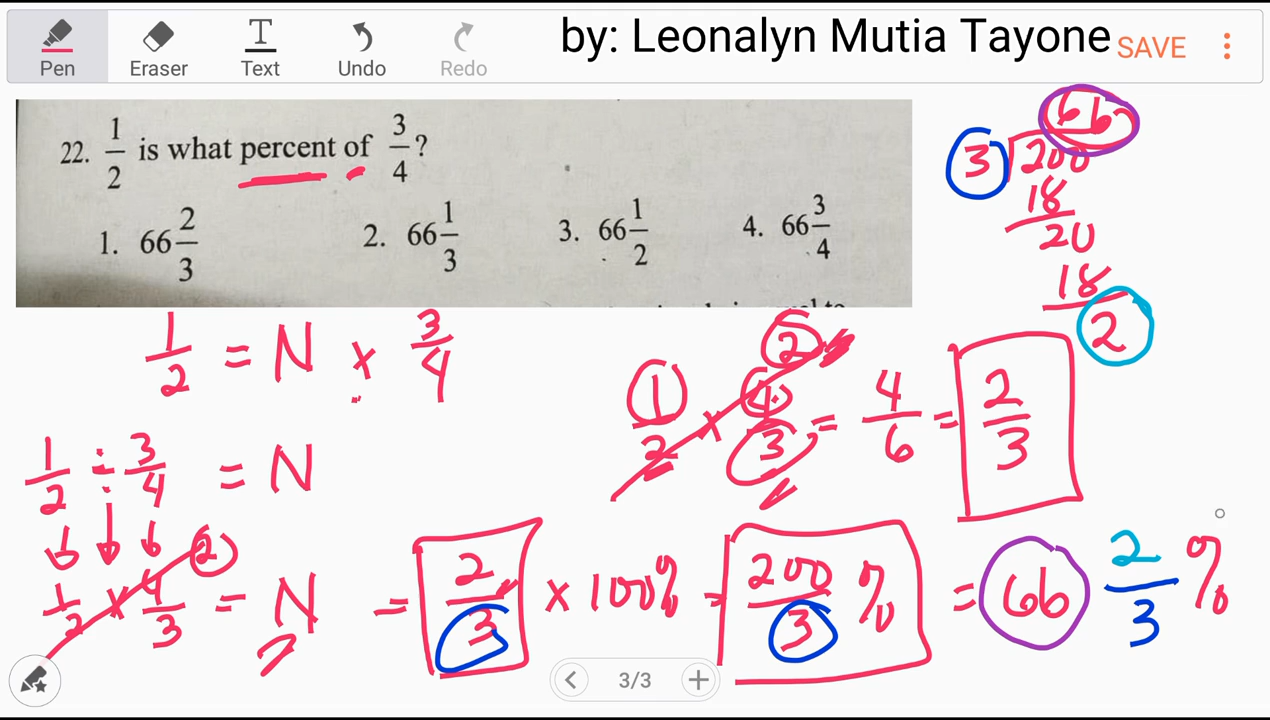 by: Leonalyn Mutia Tayone
Pen Eraser Text Undo Redo SAVE
22. 1/2 is what percent of 3/4?
1. 66 2/3 2. 66 1/3 3. 66 1/2 4. 66 3/4
66
3 200
18
20
18
2
1/2 = N × 3/4
1/2 × 4/3 = 4/6 = 2/3
2
1/2 ÷ 3/4 = N
1/2 × 4/3 = N = 2/3 × 100% = 200/3 % = 66 2/3 %
2
3/3